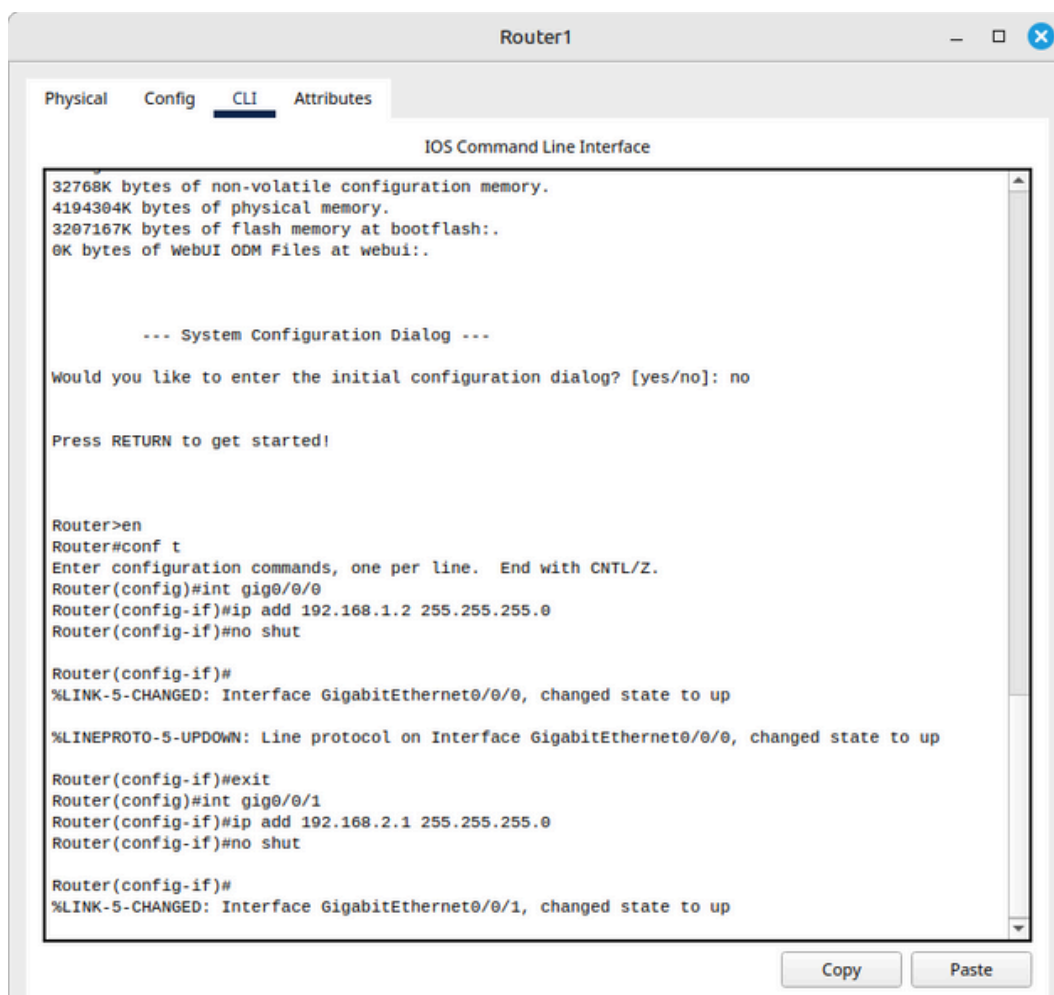 Router1
Physical Config CLI Attributes
IOS Command Line Interface
32768K bytes of non-volatile configuration memory.
4194304K bytes of physical memory.
3207167K bytes of flash memory at bootflash:.
0K bytes of WebUI ODM Files at webui:.
--- System Configuration Dialog ---
Would you like to enter the initial configuration dialog? [yes/no]: no
Press RETURN to get started!
Router>en
Router#conf t
Enter configuration commands, one per line.  End with CNTL/Z.
Router(config)#int gig0/0/0
Router(config-if)#ip add 192.168.1.2 255.255.255.0
Router(config-if)#no shut
Router(config-if)#
%LINK-5-CHANGED: Interface GigabitEthernet0/0/0, changed state to up
%LINEPROTO-5-UPDOWN: Line protocol on Interface GigabitEthernet0/0/0, changed state to up
Router(config-if)#exit
Router(config)#int gig0/0/1
Router(config-if)#ip add 192.168.2.1 255.255.255.0
Router(config-if)#no shut
Router(config-if)#
%LINK-5-CHANGED: Interface GigabitEthernet0/0/1, changed state to up
Copy Paste